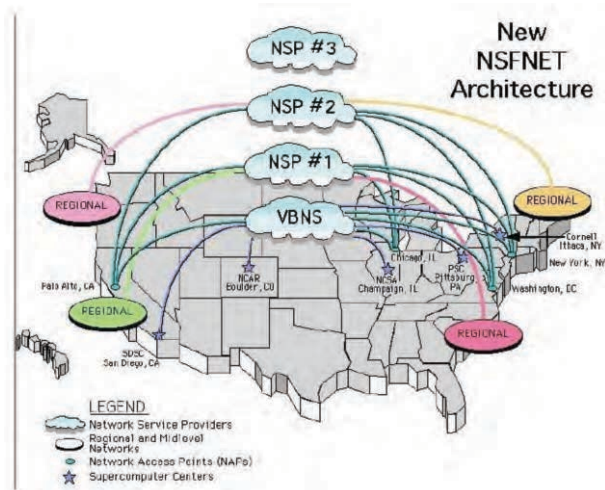 New
NSFNET
Architecture
NSP #3
NSP #2
NSP #1
VBNS
REGIONAL
REGIONAL
REGIONAL
REGIONAL
Palo Alto, CA
SDSC
San Diego, CA
NCAR
Boulder, CO
Chicago, IL
NCSA
Champaign, IL
PSC
Pittsburg,
PA
Cornell
Ithaca, NY
New York, NY
Washington, DC
LEGEND
Network Service Providers
Regional and Midlevel
Networks
Network Access Points (NAPs)
Supercomputer Centers